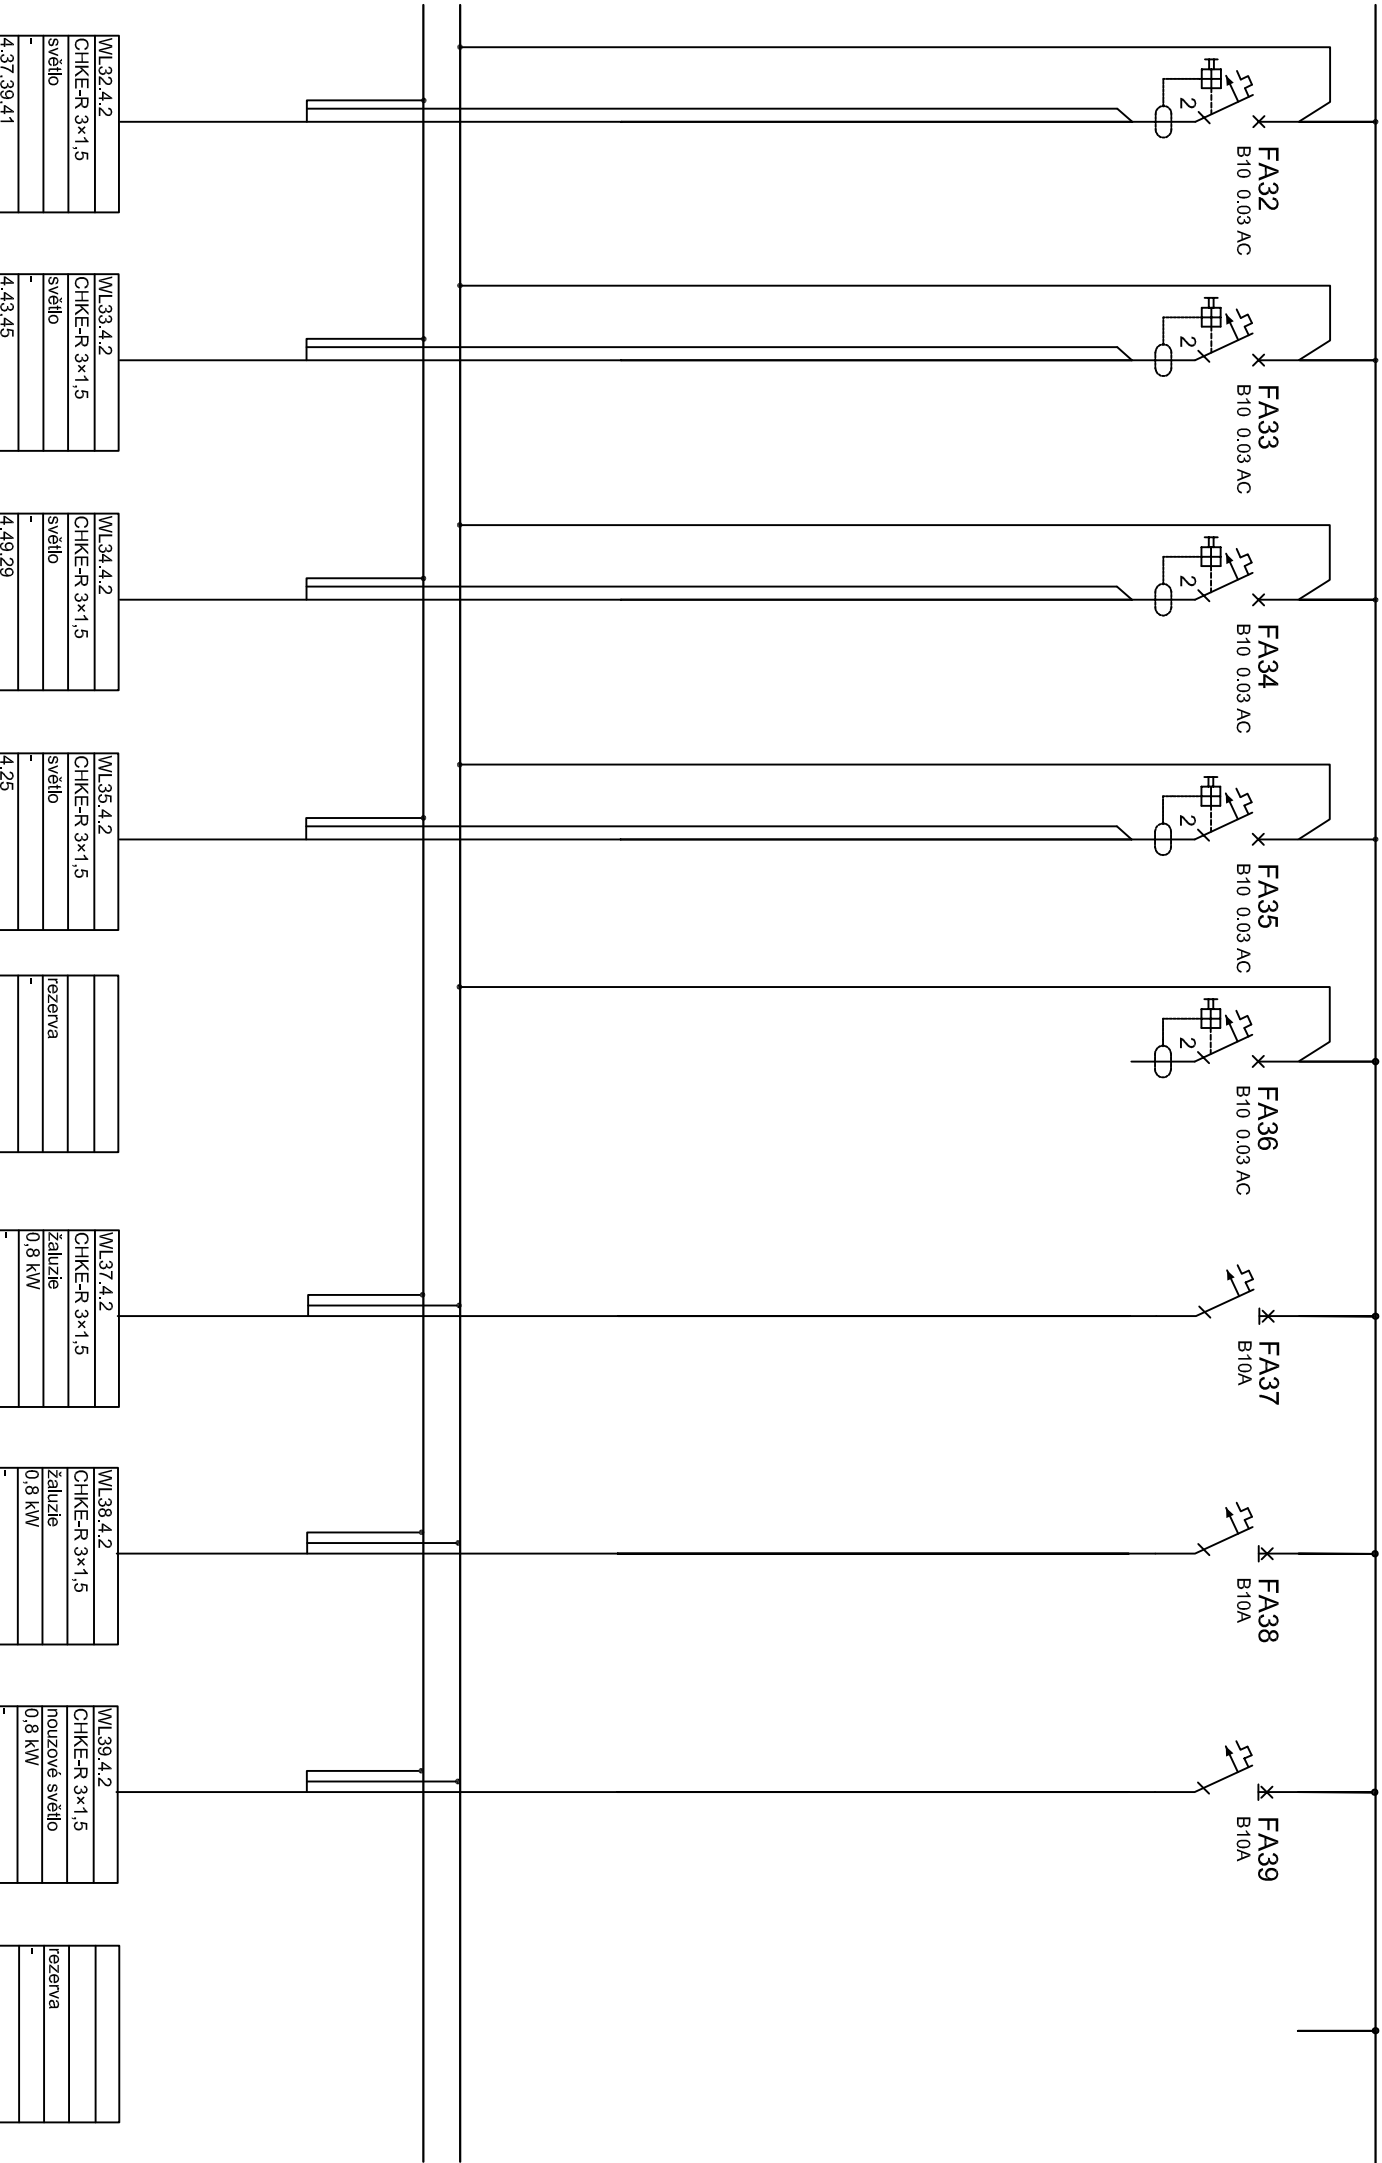 FA32
B10 0.03 AC
2
FA33
B10 0.03 AC
2
FA34
B10 0.03 AC
2
FA35
B10 0.03 AC
2
FA36
B10 0.03 AC
2
FA37
B10A
FA38
B10A
FA39
B10A
WL32.4.2
CHKE-R 3×1,5
světlo
-
4.37,39,41
WL33.4.2
CHKE-R 3×1,5
světlo
-
4.43,45
WL34.4.2
CHKE-R 3×1,5
světlo
-
4.49,29
WL35.4.2
CHKE-R 3×1,5
světlo
-
4.25
rezerva
-
WL37.4.2
CHKE-R 3×1,5
žaluzie
0,8 kW
-
WL38.4.2
CHKE-R 3×1,5
žaluzie
0,8 kW
-
WL39.4.2
CHKE-R 3×1,5
nouzové světlo
0,8 kW
-
rezerva
-